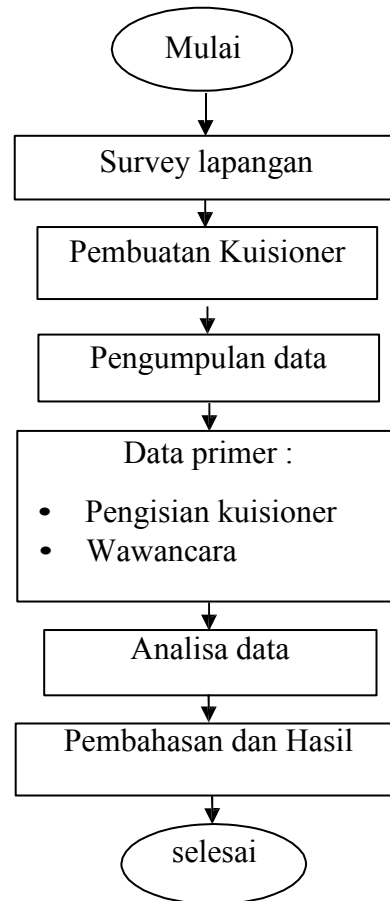 Mulai
Survey lapangan
Pembuatan Kuisioner
Pengumpulan data
Data primer :
• Pengisian kuisioner
• Wawancara
Analisa data
Pembahasan dan Hasil
selesai